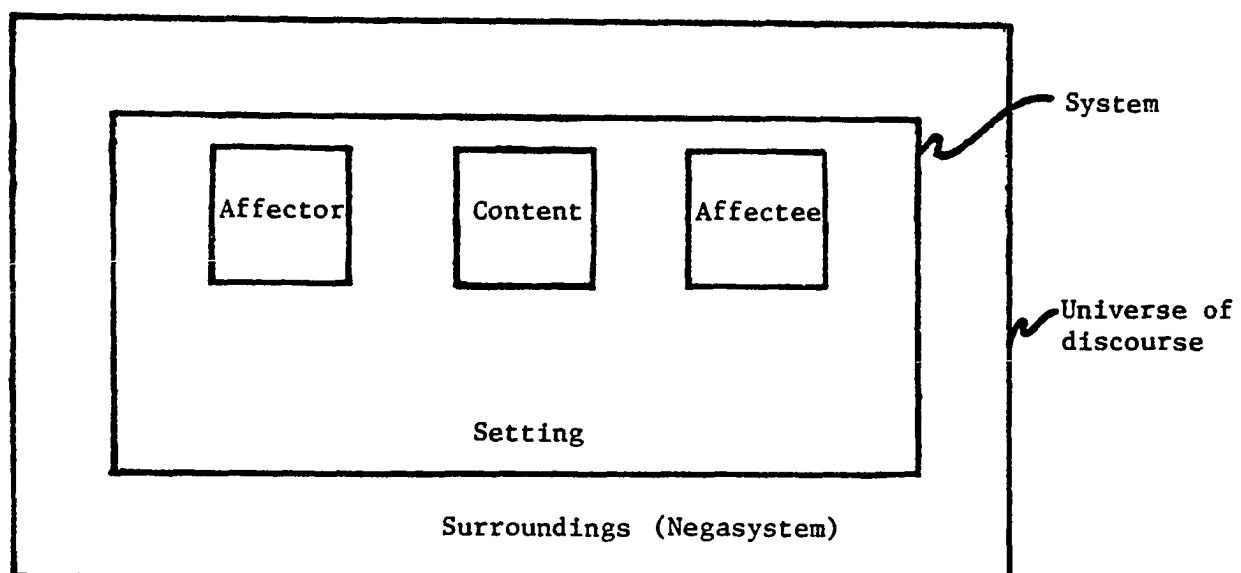 System
Affector Content Affectee
Universe of
discourse
Setting
Surroundings (Negasystem)